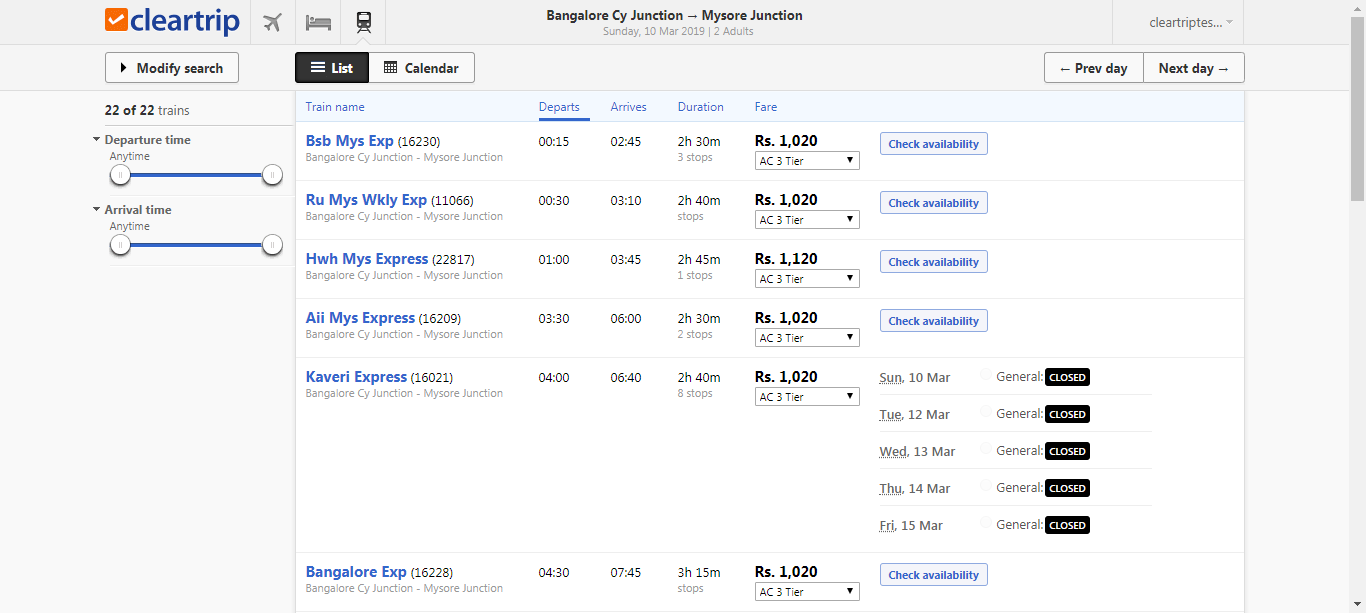 cleartrip
Bangalore Cy Junction → Mysore Junction
Sunday, 10 Mar 2019 | 2 Adults
cleartriptes...
Modify search
List
Calendar
← Prev day
Next day →
22 of 22 trains
Departure time
Anytime
Arrival time
Anytime
Train name Departs Arrives Duration Fare
Bsb Mys Exp (16230) 00:15 02:45 2h 30m Rs. 1,020 Check availability
Bangalore Cy Junction - Mysore Junction 3 stops AC 3 Tier
Ru Mys Wkly Exp (11066) 00:30 03:10 2h 40m Rs. 1,020 Check availability
Bangalore Cy Junction - Mysore Junction stops AC 3 Tier
Hwh Mys Express (22817) 01:00 03:45 2h 45m Rs. 1,120 Check availability
Bangalore Cy Junction - Mysore Junction 1 stops AC 3 Tier
Aii Mys Express (16209) 03:30 06:00 2h 30m Rs. 1,020 Check availability
Bangalore Cy Junction - Mysore Junction 2 stops AC 3 Tier
Kaveri Express (16021) 04:00 06:40 2h 40m Rs. 1,020 Sun, 10 Mar General: CLOSED
Bangalore Cy Junction - Mysore Junction 8 stops AC 3 Tier
Tue, 12 Mar General: CLOSED
Wed, 13 Mar General: CLOSED
Thu, 14 Mar General: CLOSED
Fri, 15 Mar General: CLOSED
Bangalore Exp (16228) 04:30 07:45 3h 15m Rs. 1,020 Check availability
Bangalore Cy Junction - Mysore Junction stops AC 3 Tier